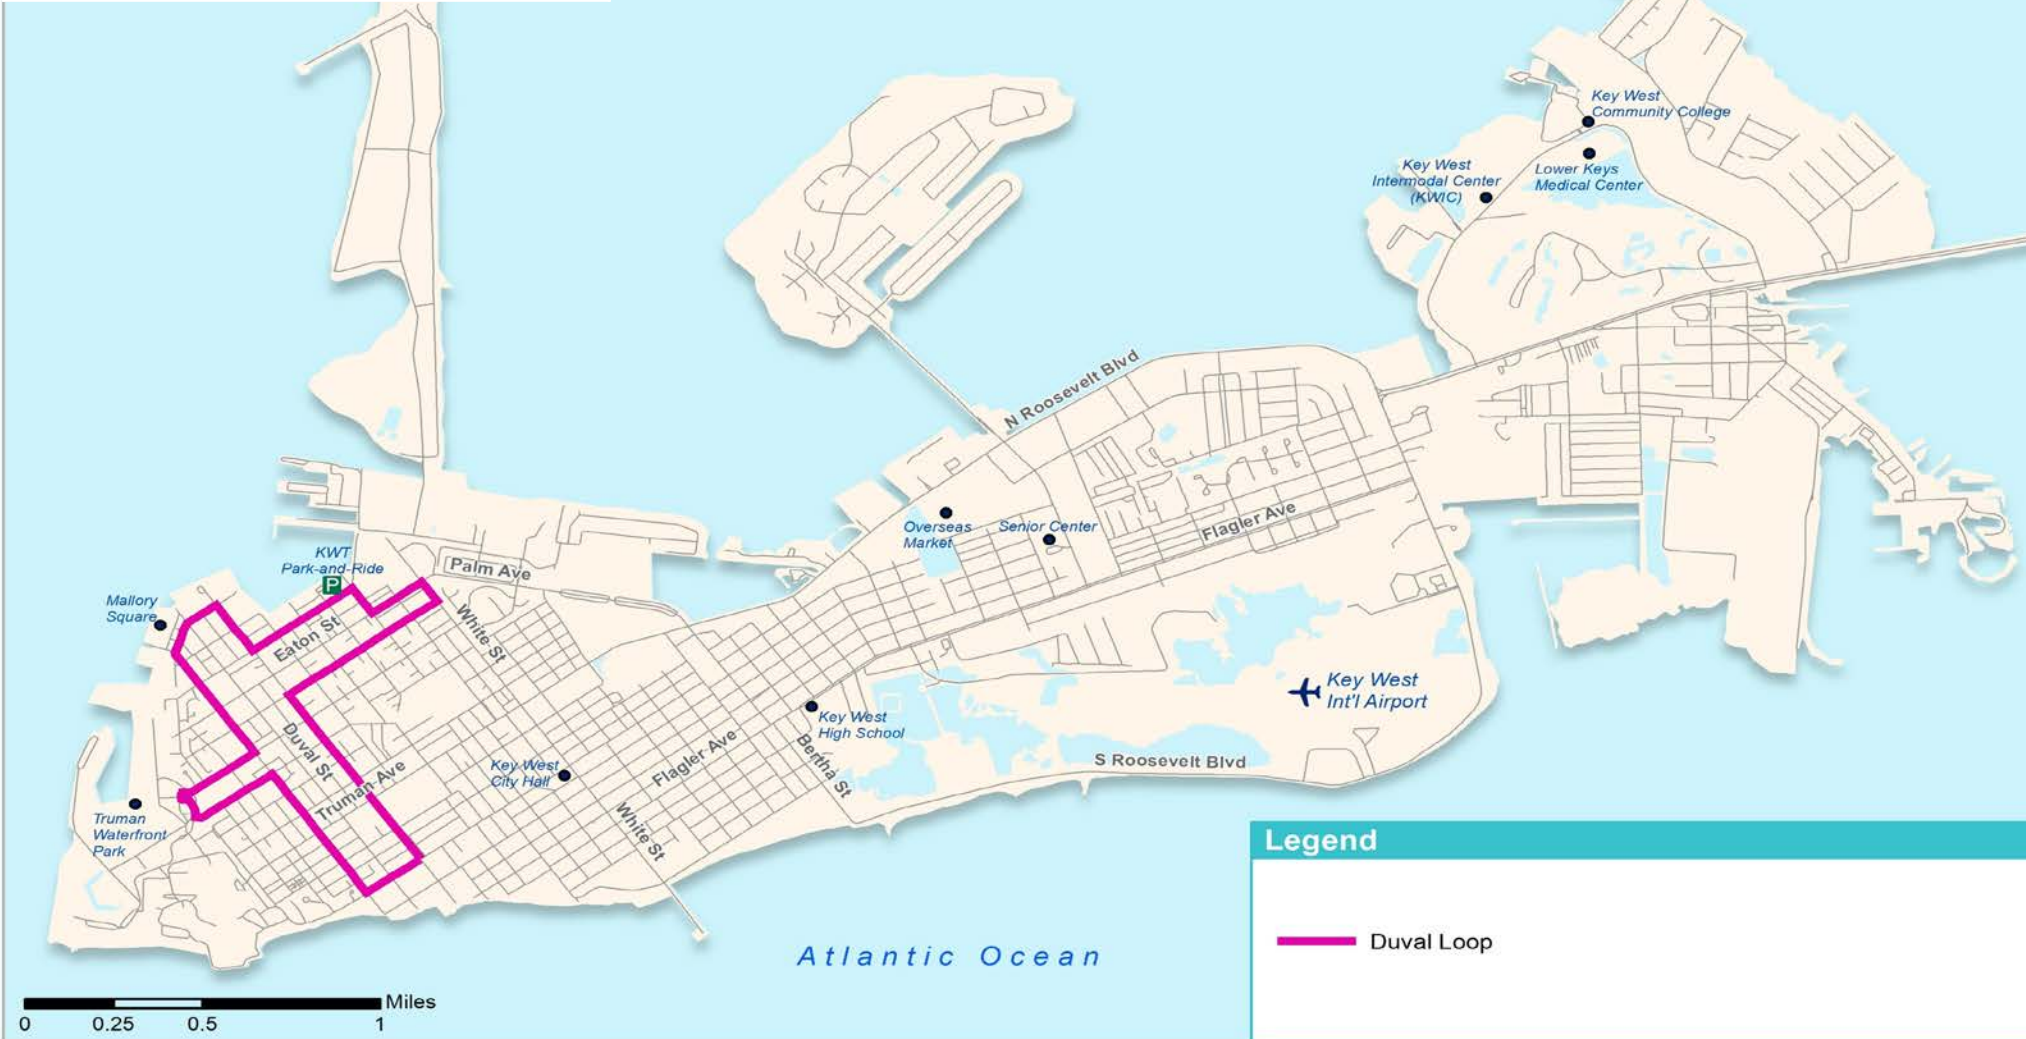 Key West
Community College
Key West
Intermodal Center
(KWIC)
Lower Keys
Medical Center
N Roosevelt Blvd
Overseas
Market
Senior Center
Flagler Ave
KWT
Park-and-Ride
P
Palm Ave
Mallory
Square
Eaton St
White St
Key West
Int'l Airport
Key West
High School
Duval St
Truman Ave
Key West
City Hall
Flagler Ave
Bertha St
S Roosevelt Blvd
Truman
Waterfront
Park
White St
Legend
Duval Loop
Atlantic Ocean
Miles
0 0.25 0.5 1